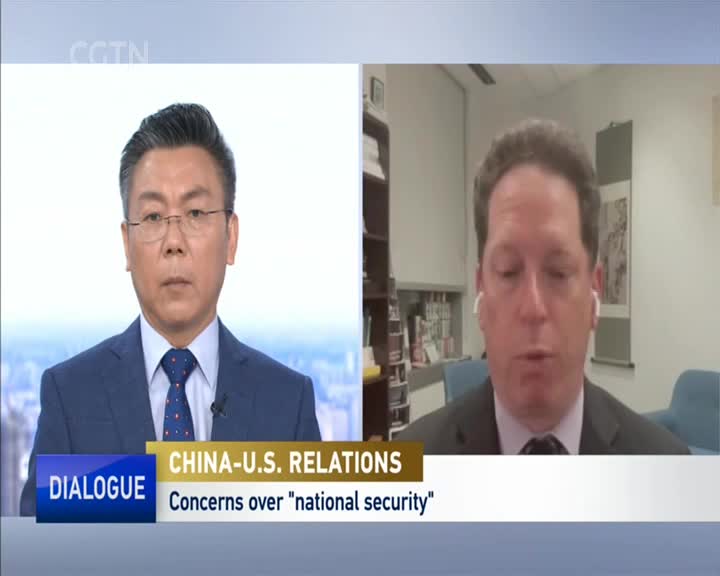 CGTN
CHINA-U.S. RELATIONS
DIALOGUE
Concerns over "national security"